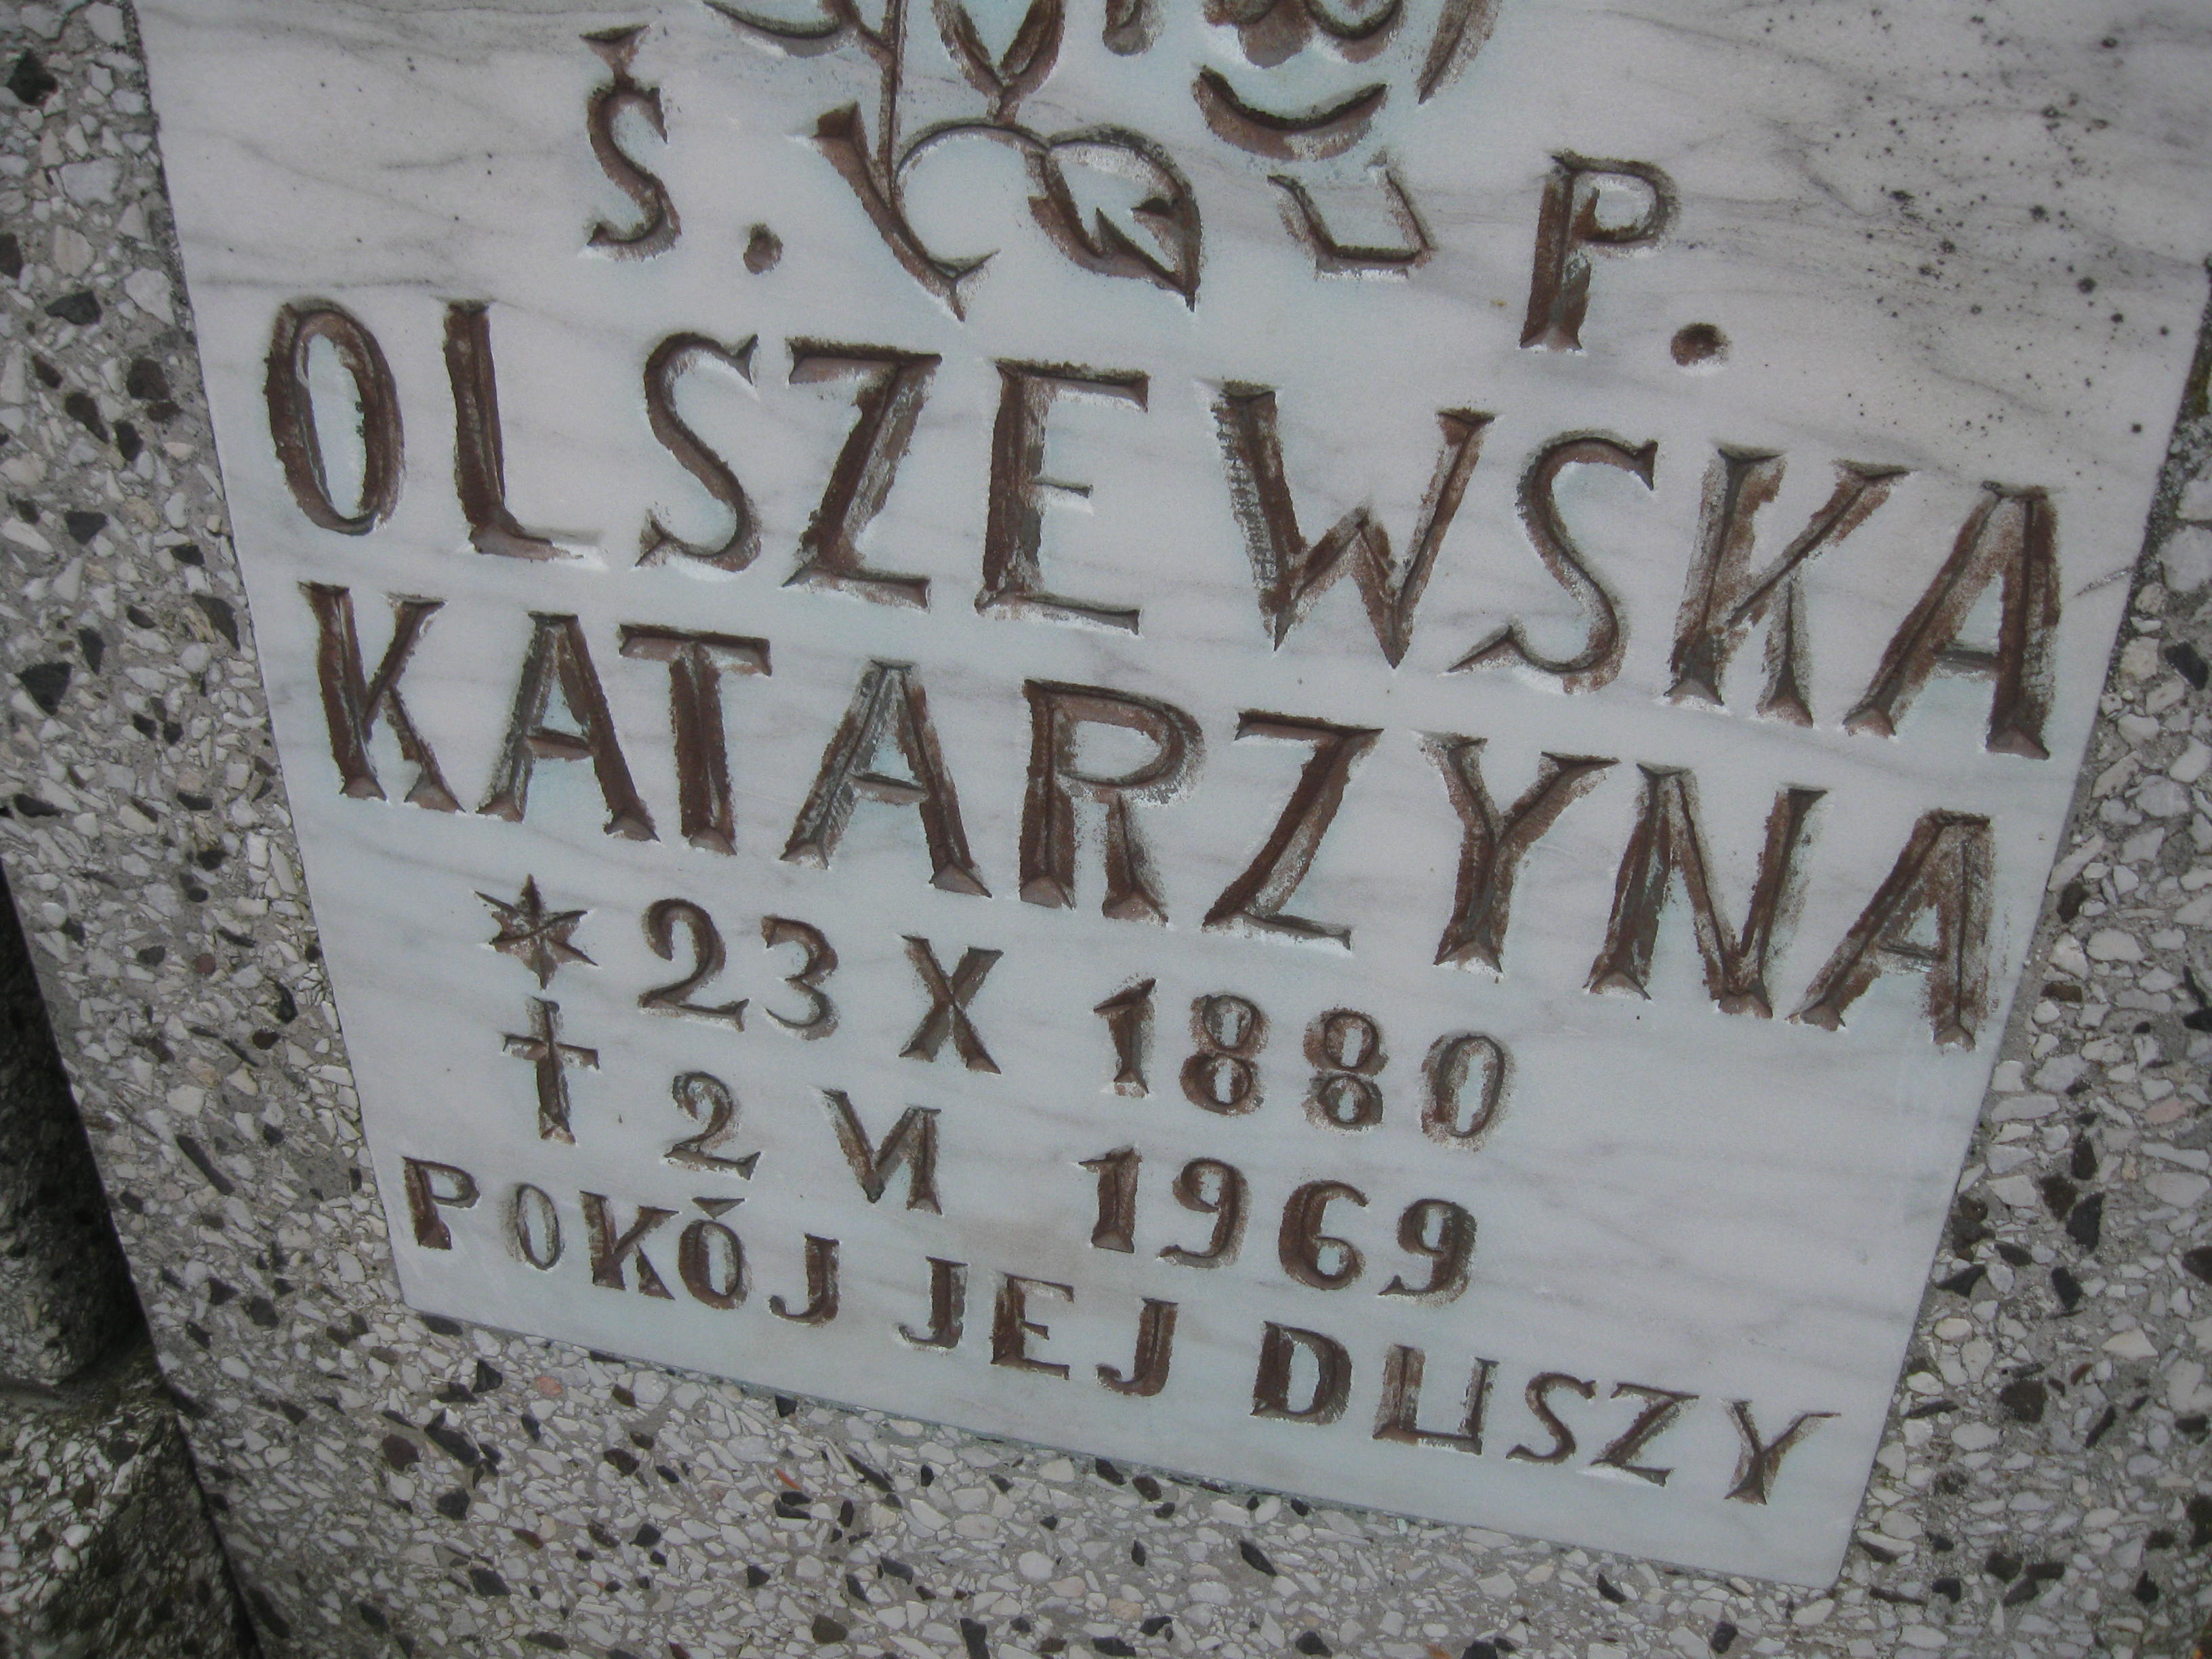 Ś. P.
OLSZEWSKA
KATARZYNA
* 23 X 1880
† 2 VI 1969
POKÓJ JEJ DUSZY